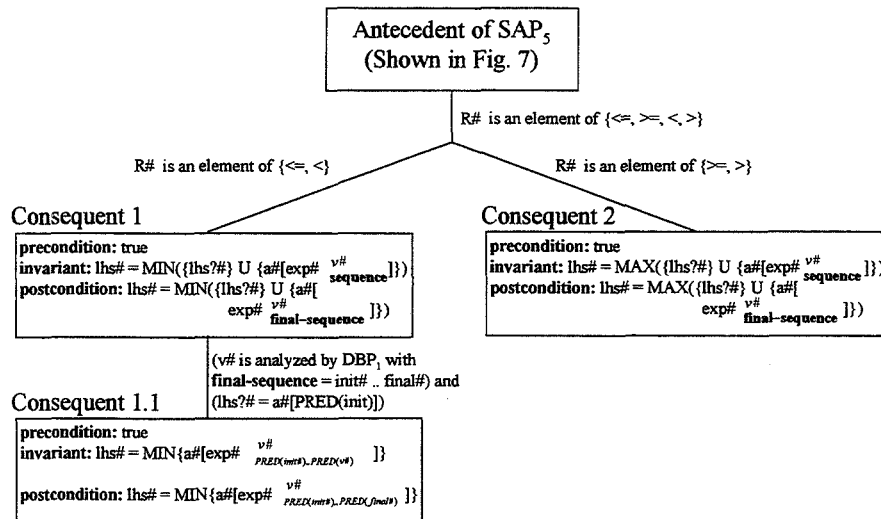 Antecedent of SAP₅
(Shown in Fig. 7)
R# is an element of {<=, >=, <, >}
R# is an element of {<=, <}
R# is an element of {>=, >}
Consequent 1
precondition: true
invariant: lhs# = MIN({lhs?#} U {a#[exp# v# sequence]})
postcondition: lhs# = MIN({lhs?#} U {a#[
exp# v# final-sequence ]})
Consequent 2
precondition: true
invariant: lhs# = MAX({lhs?#} U {a#[exp# v# sequence]})
postcondition: lhs# = MAX({lhs?#} U {a#[
exp# v# final-sequence ]})
(v# is analyzed by DBP₁ with
final-sequence = init# .. final#) and
(lhs?# = a#[PRED(init)])
Consequent 1.1
precondition: true
invariant: lhs# = MIN{a#[exp# v# PRED(init#)..PRED(v#) ]}
postcondition: lhs# = MIN{a#[exp# v# PRED(init#)..PRED(final#) ]}